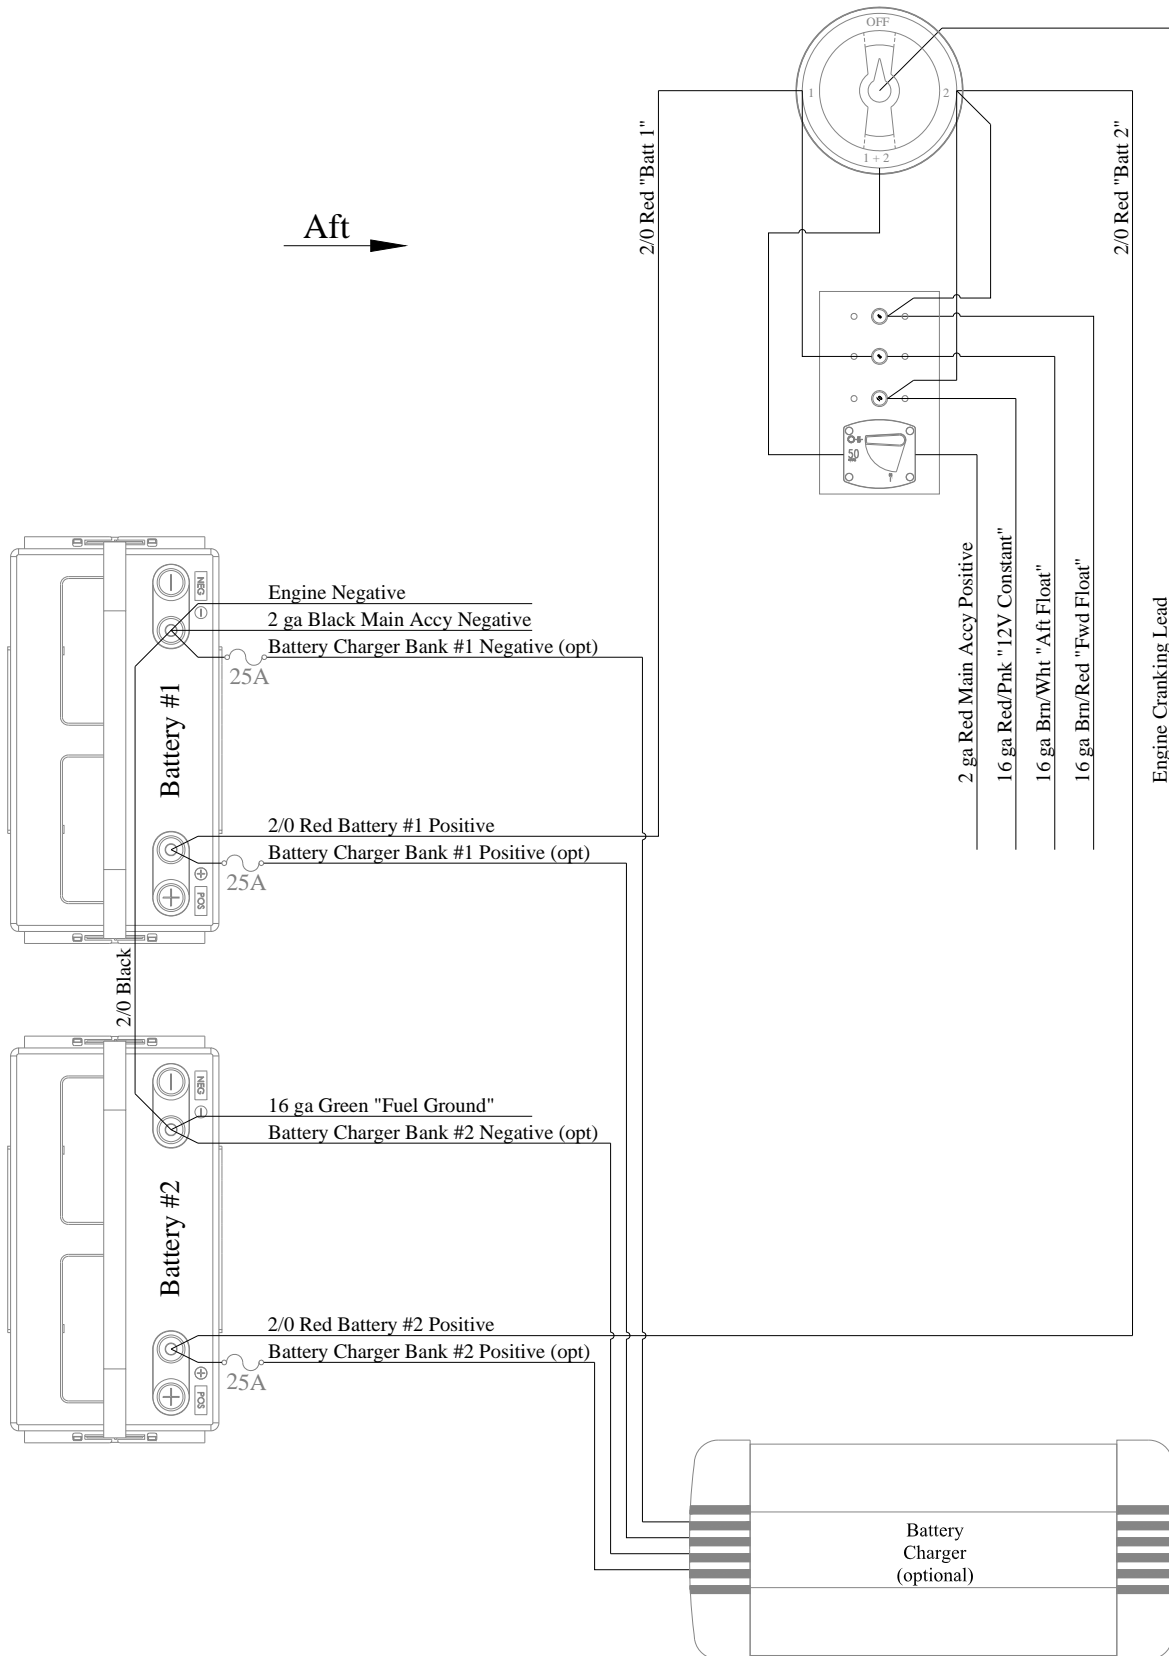 OFF
1
2
1 + 2
2/0 Red "Batt 1"
2/0 Red "Batt 2"
Aft
50
2 ga Red Main Accy Positive
16 ga Red/Pnk "12V Constant"
16 ga Brn/Wht "Aft Float"
16 ga Brn/Red "Fwd Float"
Engine Cranking Lead
NEG
Engine Negative
2 ga Black Main Accy Negative
Battery Charger Bank #1 Negative (opt)
25A
Battery #1
2/0 Red Battery #1 Positive
Battery Charger Bank #1 Positive (opt)
25A
POS
2/0 Black
NEG
16 ga Green "Fuel Ground"
Battery Charger Bank #2 Negative (opt)
Battery #2
2/0 Red Battery #2 Positive
Battery Charger Bank #2 Positive (opt)
25A
POS
Battery
Charger
(optional)